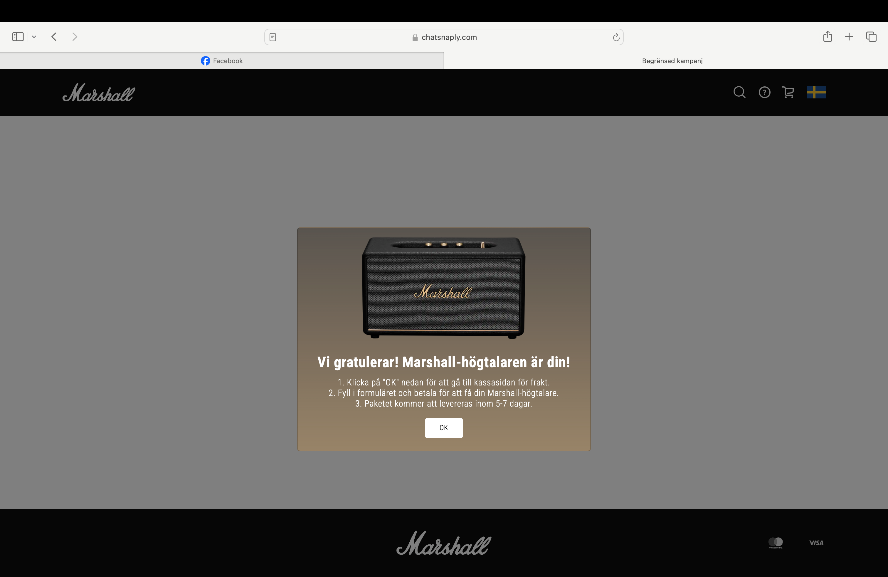 chatsnaply.com
Facebook
Begränsad kampanj
Marshall
Marshall
Vi gratulerar! Marshall-högtalaren är din!
1. Klicka på "OK" nedan för att gå till kassasidan för frakt.
2. Fyll i formuläret och betala för att få din Marshall-högtalare.
3. Paketet kommer att levereras inom 5-7 dagar.
OK
Marshall
VISA